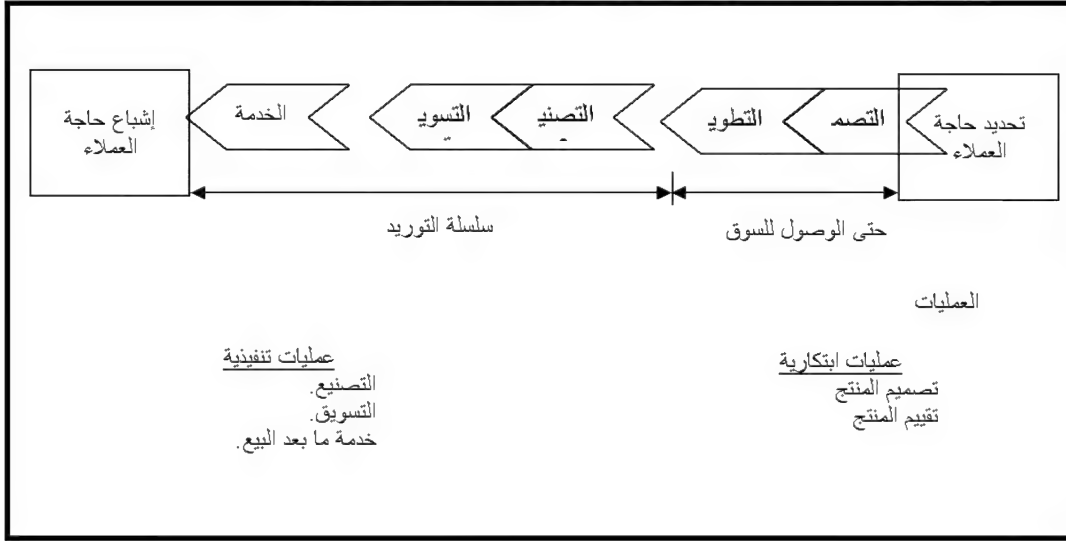 تحديد حاجة
العملاء
التصم
التطوير
التصني
التسوي
الخدمة
إشباع حاجة
العملاء
حتى الوصول للسوق
سلسلة التوريد
العمليات
عمليات ابتكارية
تصميم المنتج
تقييم المنتج
عمليات تنفيذية
التصنيع.
التسويق.
خدمة ما بعد البيع.